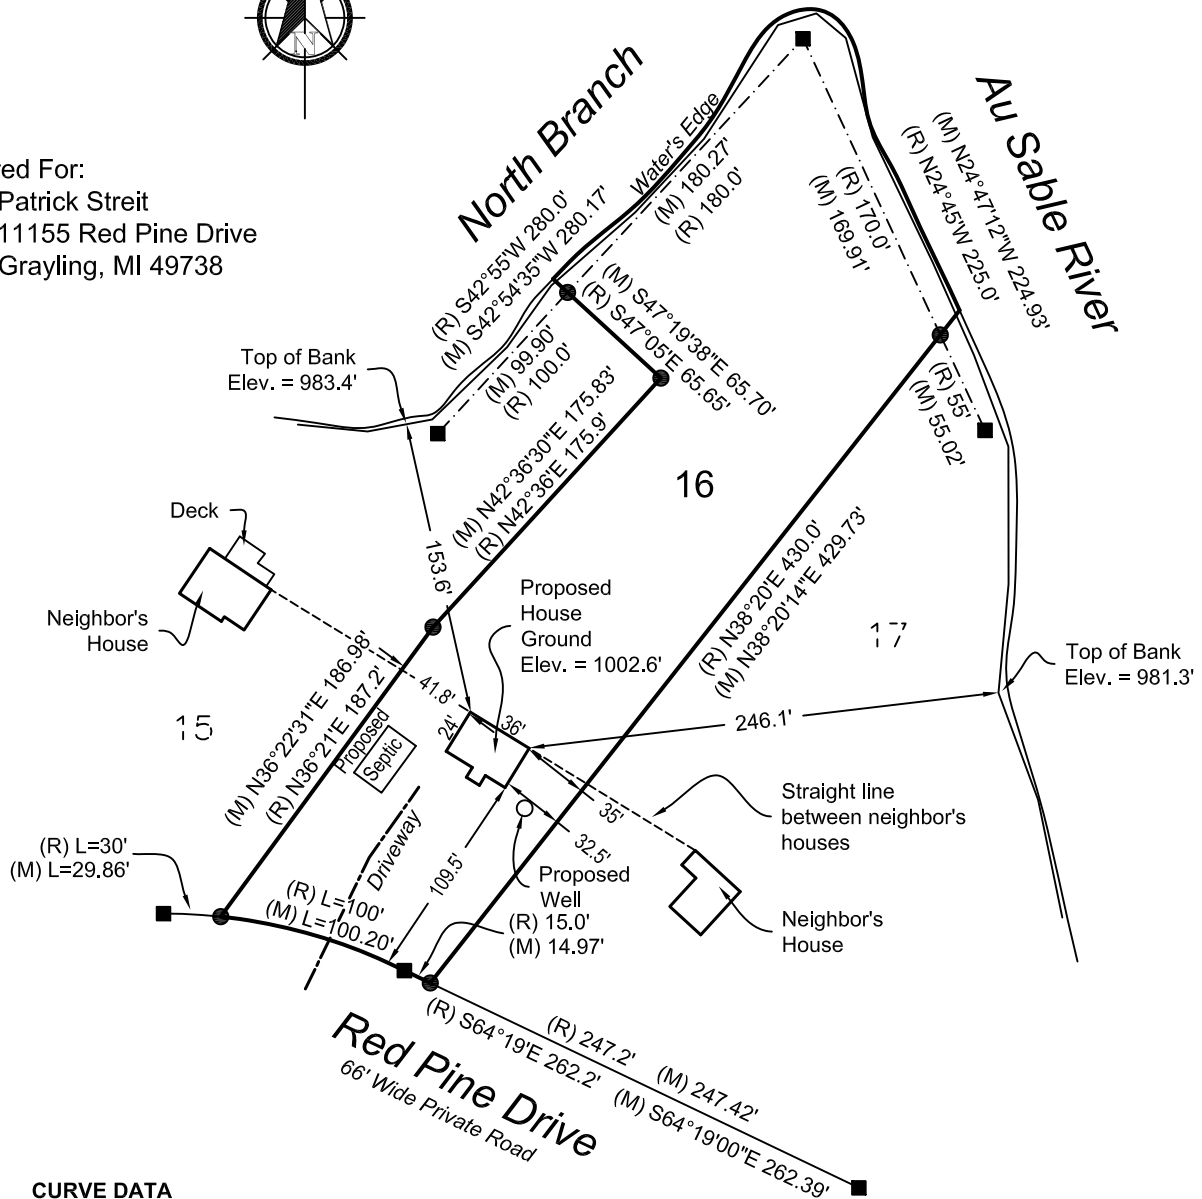 N
red For:
Patrick Streit
11155 Red Pine Drive
Grayling, MI 49738
North Branch
Au Sable River
Water's Edge
(M) 180.27'
(R) 180.0'
(R) 170.0'
(M) 169.91'
(M) N24°47'12"W 224.93'
(R) N24°45'W 225.0'
(R) S42°55'W 280.0'
(M) S42°54'35"W 280.17'
(M) S47°19'38"E 65.70'
(R) S47°05'E 65.65'
(M) 99.90'
(R) 100.0'
Top of Bank
Elev. = 983.4'
(R) 55'
(M) 55.02'
(M) N42°36'30"E 175.83'
(R) N42°36'E 175.9'
16
Deck
153.6'
Neighbor's
House
Proposed
House
Ground
Elev. = 1002.6'
(R) N38°20'E 430.0'
(M) N38°20'14"E 429.73'
17
Top of Bank
Elev. = 981.3'
15
(M) N36°22'31"E 186.98'
(R) N36°21'E 187.2'
41.8'
36'
24'
246.1'
Proposed
Septic
Straight line
between neighbor's
houses
35'
32.5'
Driveway
109.5'
Proposed
Well
(R) L=30'
(M) L=29.86'
(R) L=100'
(M) L=100.20'
(R) 15.0'
(M) 14.97'
Neighbor's
House
(R) S64°19'E 262.2'
(R) 247.2'
(M) 247.42'
(M) S64°19'00"E 262.39'
Red Pine Drive
66' Wide Private Road
CURVE DATA